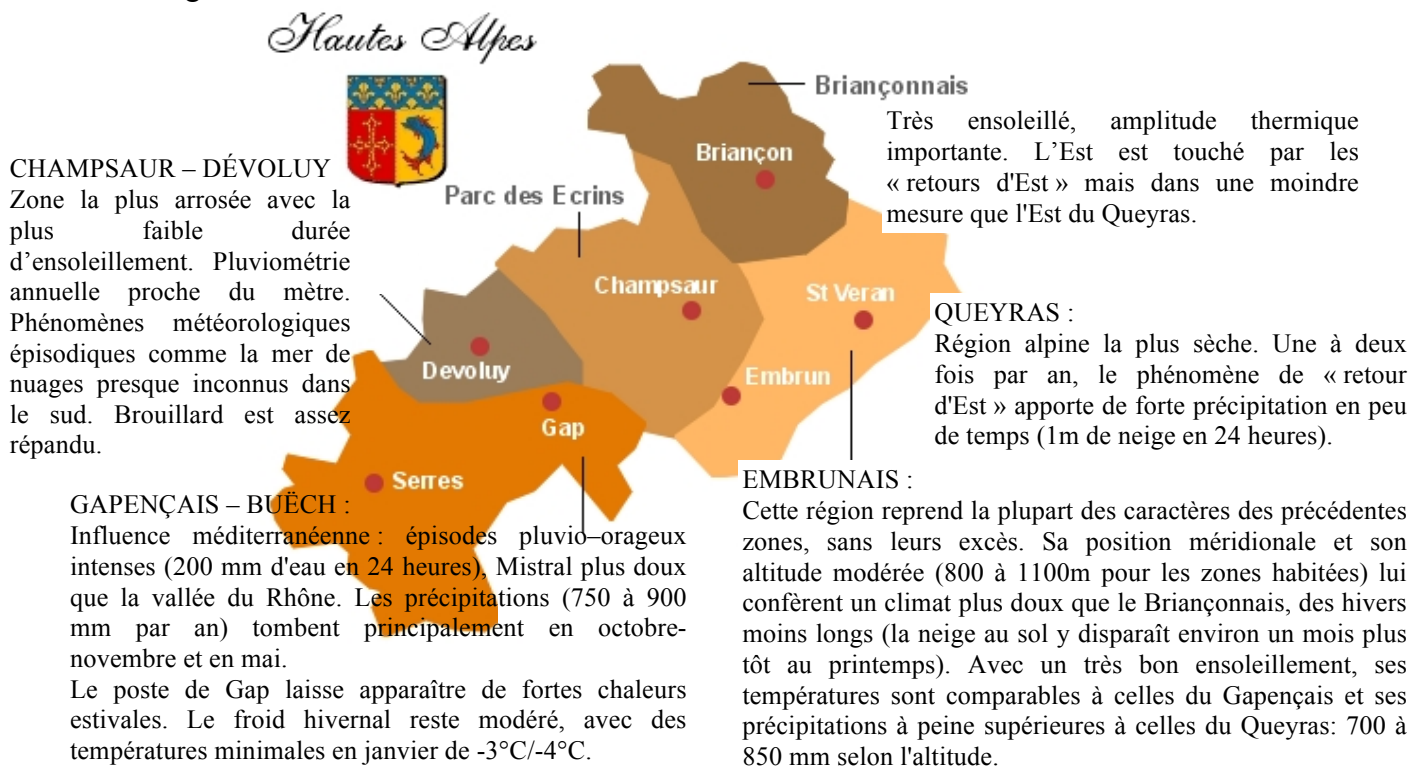 Hautes Alpes
Briançonnais
Très ensoleillé, amplitude thermique
importante. L’Est est touché par les
« retours d'Est » mais dans une moindre
mesure que l'Est du Queyras.
Briançon
CHAMPSAUR – DÉVOLUY
Zone la plus arrosée avec la
plus faible durée
d’ensoleillement. Pluviométrie
annuelle proche du mètre.
Phénomènes météorologiques
épisodiques comme la mer de
nuages presque inconnus dans
le sud. Brouillard est assez
répandu.
Parc des Ecrins
Champsaur
St Veran
Devoluy
Embrun
Gap
Serres
QUEYRAS :
Région alpine la plus sèche. Une à deux
fois par an, le phénomène de « retour
d'Est » apporte de forte précipitation en peu
de temps (1m de neige en 24 heures).
GAPENÇAIS – BUËCH :
Influence méditerranéenne : épisodes pluvio–orageux
intenses (200 mm d'eau en 24 heures), Mistral plus doux
que la vallée du Rhône. Les précipitations (750 à 900
mm par an) tombent principalement en octobre-
novembre et en mai.
Le poste de Gap laisse apparaître de fortes chaleurs
estivales. Le froid hivernal reste modéré, avec des
températures minimales en janvier de -3°C/-4°C.
EMBRUNAIS :
Cette région reprend la plupart des caractères des précédentes
zones, sans leurs excès. Sa position méridionale et son
altitude modérée (800 à 1100m pour les zones habitées) lui
confèrent un climat plus doux que le Briançonnais, des hivers
moins longs (la neige au sol y disparaît environ un mois plus
tôt au printemps). Avec un très bon ensoleillement, ses
températures sont comparables à celles du Gapençais et ses
précipitations à peine supérieures à celles du Queyras: 700 à
850 mm selon l'altitude.